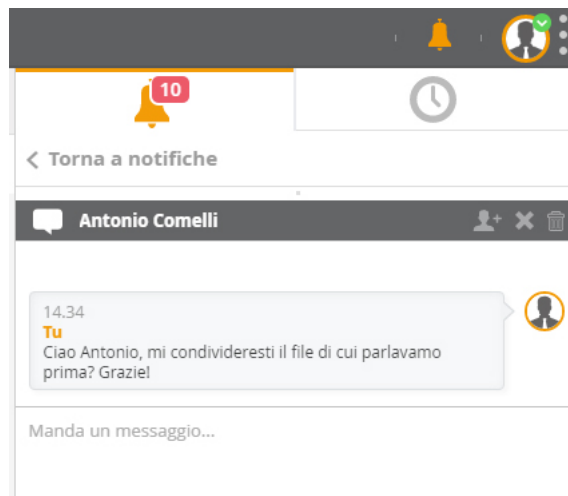 10
Torna a notifiche
Antonio Comelli
14.34
Tu
Ciao Antonio, mi condivideresti il file di cui parlavamo
prima? Grazie!
Manda un messaggio...